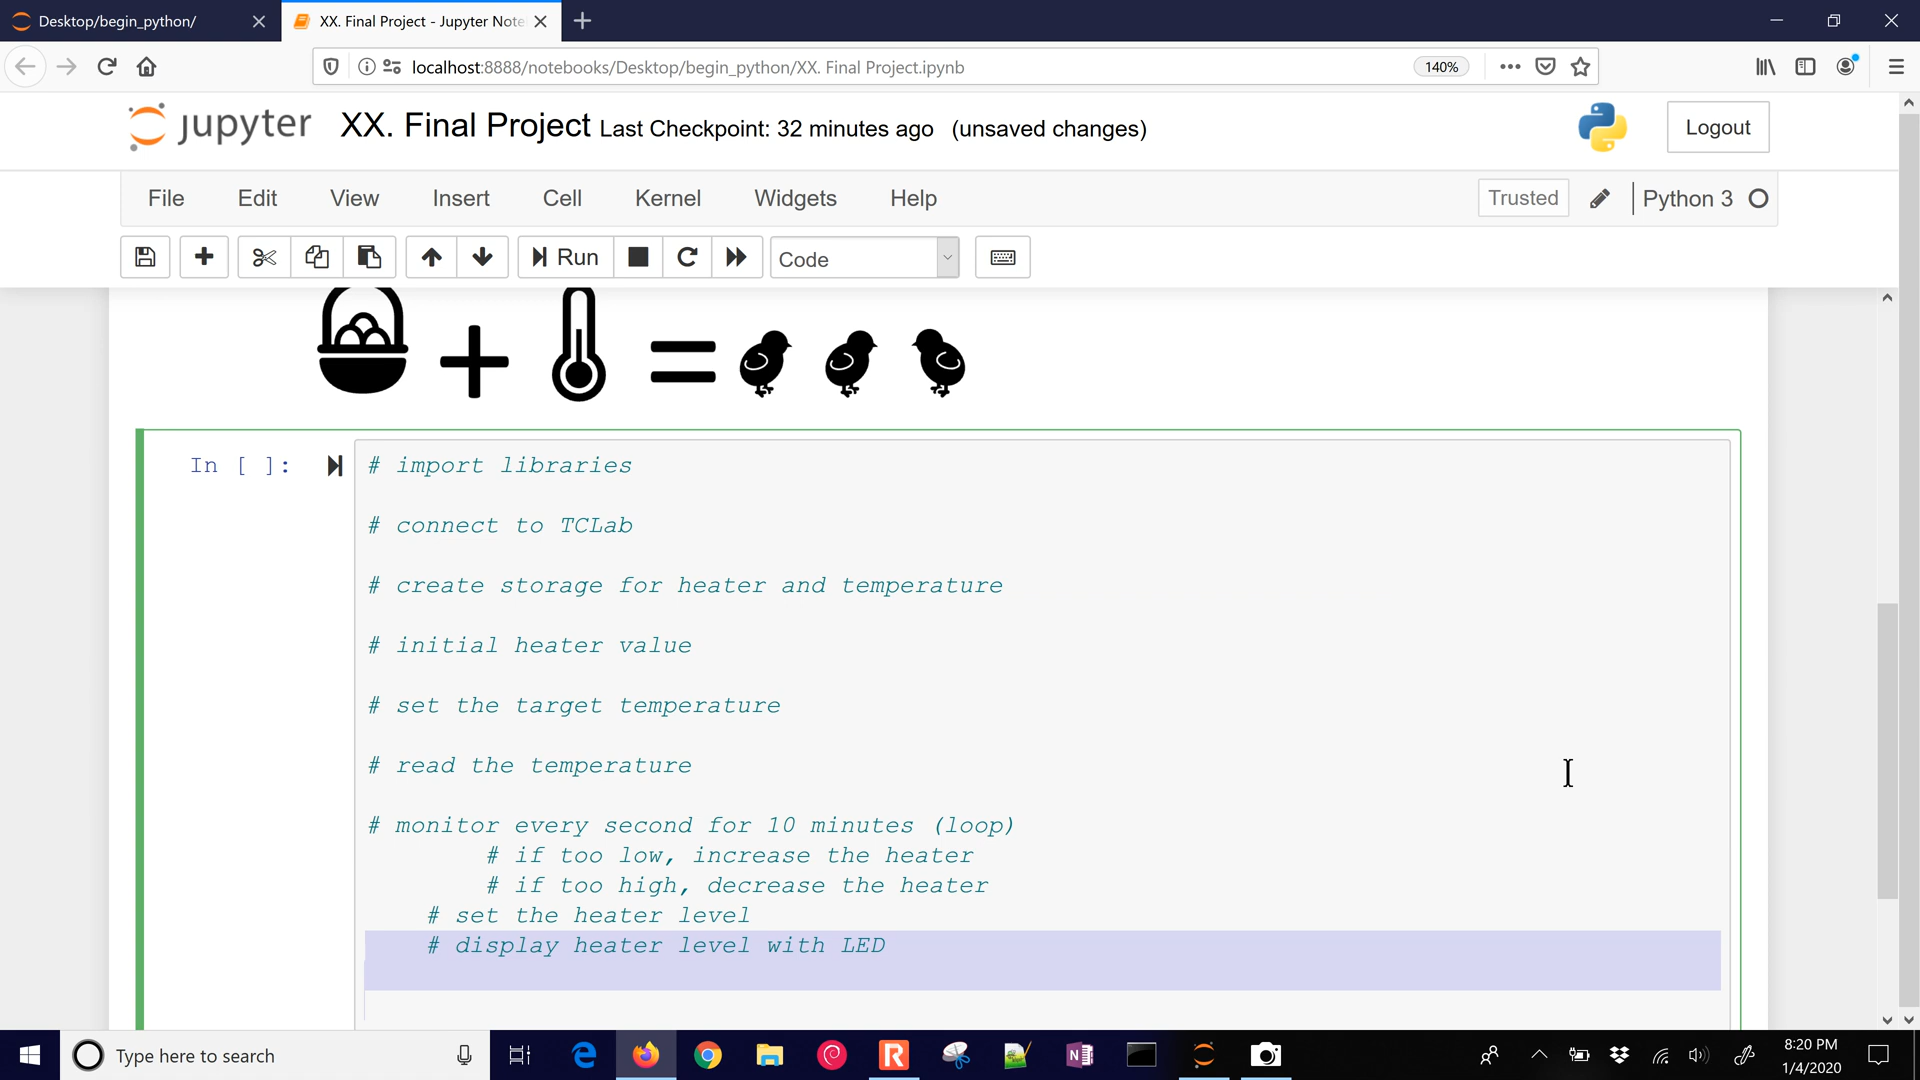 Desktop/begin_python/
XX. Final Project - Jupyter Note
localhost:8888/notebooks/Desktop/begin_python/XX. Final Project.ipynb
140%
jupyter
XX. Final Project Last Checkpoint: 32 minutes ago (unsaved changes)
Logout
File Edit View Insert Cell Kernel Widgets Help
Trusted
Python 3
Run
Code
In [ ]:
# import libraries
# connect to TCLab
# create storage for heater and temperature
# initial heater value
# set the target temperature
# read the temperature
# monitor every second for 10 minutes (loop)
# if too low, increase the heater
# if too high, decrease the heater
# set the heater level
# display heater level with LED
Type here to search
R
N
8:20 PM
1/4/2020